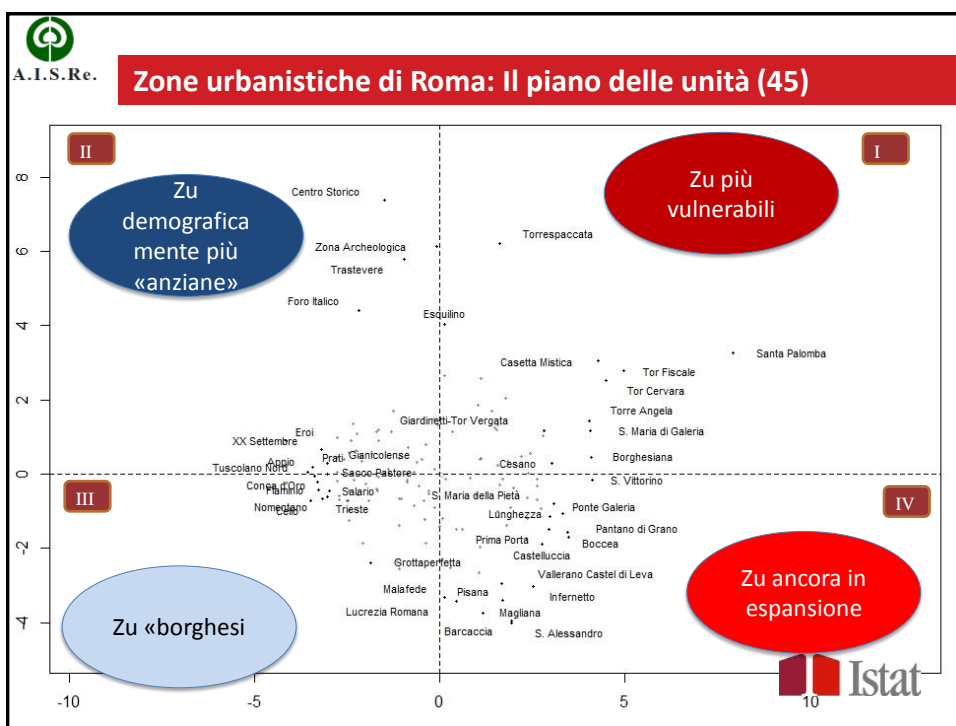 A.I.S.Re.
Zone urbanistiche di Roma: Il piano delle unità (45)
II
I
Zu
demografica
mente più
«anziane»
Zu più
vulnerabili
8
6
4
2
0
-2
-4
Centro Storico
Torrespaccata
Zona Archeologica
Trastevere
Foro Italico
Esquilino
Casetta Mistica
Santa Palomba
Tor Fiscale
Tor Cervara
Torre Angela
Giardinetti-Tor Vergata
S. Maria di Galeria
Eroi
XX Settembre
Prati
Gianicolense
Borghesiana
Appio
Cesano
Tuscolano Nord
Sacco Pastore
S. Vittorino
Conca d'Oro
Flaminio
Salario
S. Maria della Pietà
III
IV
Nomentano
Celio
Trieste
Lunghezza
Ponte Galeria
Pantano di Grano
Prima Porta
Boccea
Castelluccia
Grottaperfetta
Vallerano Castel di Leva
Malafede
Pisana
Infernetto
Lucrezia Romana
Magliana
Barcaccia
S. Alessandro
Zu «borghesi
Zu ancora in
espansione
Istat
-10
-5
0
5
10